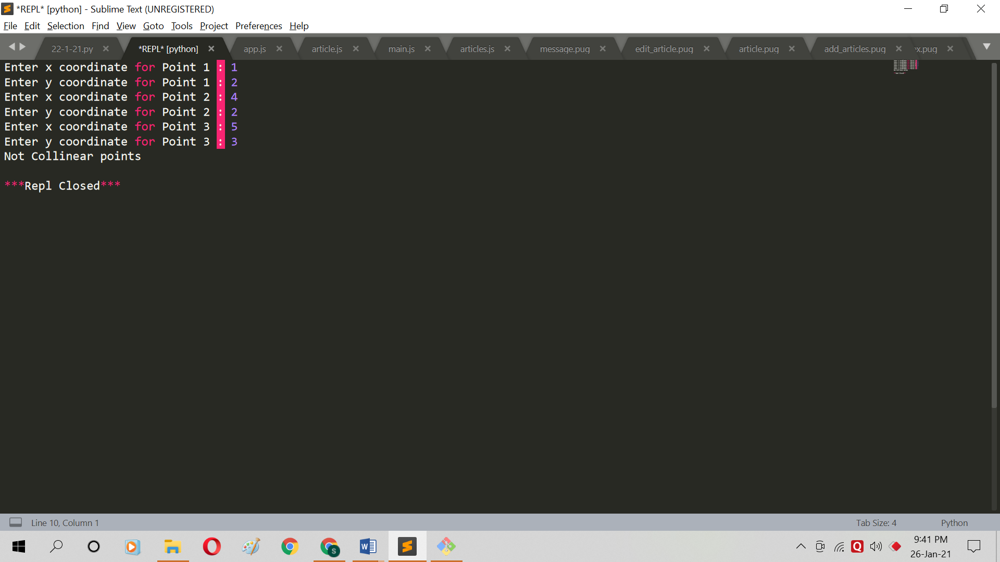 *REPL* [python] - Sublime Text (UNREGISTERED)
File Edit Selection Find View Goto Tools Project Preferences Help
22-1-21.py *REPL* [python] app.js article.js main.js articles.js message.pug edit_article.pug article.pug add_articles.pug x.pug
Enter x coordinate for Point 1 : 1
Enter y coordinate for Point 1 : 2
Enter x coordinate for Point 2 : 4
Enter y coordinate for Point 2 : 2
Enter x coordinate for Point 3 : 5
Enter y coordinate for Point 3 : 3
Not Collinear points
***Repl Closed***
Line 10, Column 1 Tab Size: 4 Python
9:41 PM
26-Jan-21